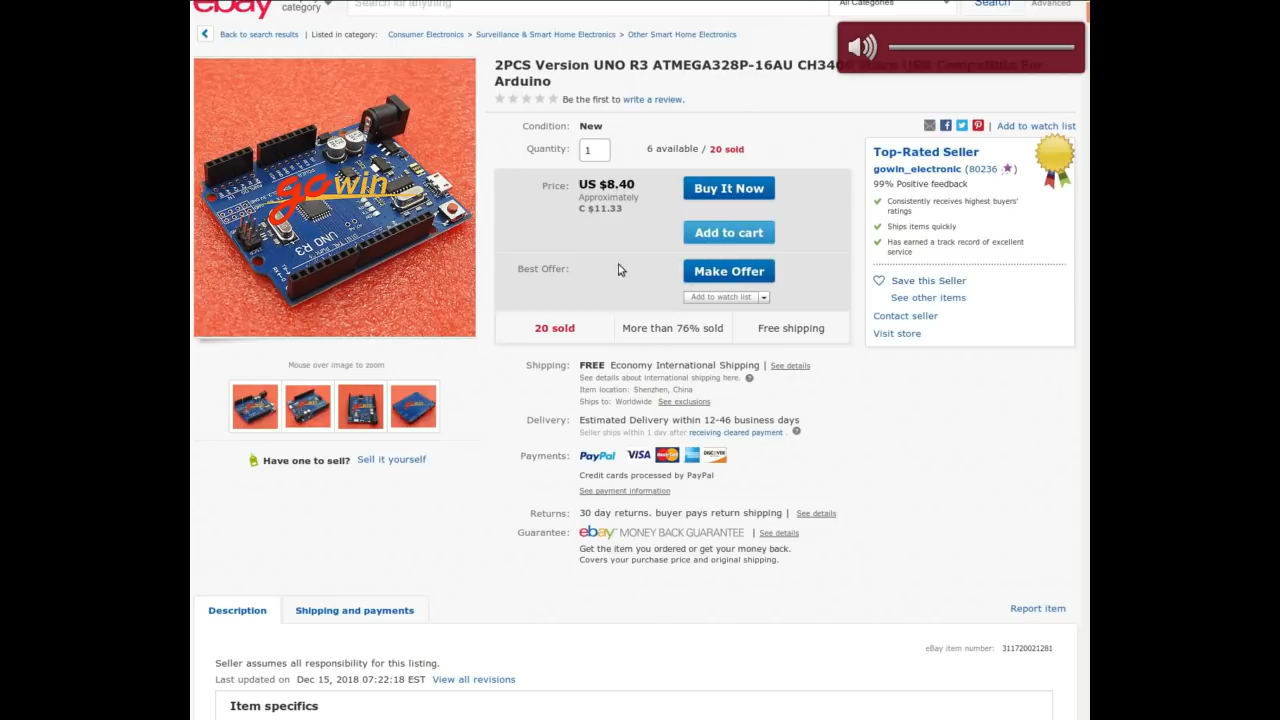 ebay
category
Search for anything
All Categories
Search
Advanced
Back to search results | Listed in category: Consumer Electronics > Surveillance & Smart Home Electronics > Other Smart Home Electronics
2PCS Version UNO R3 ATMEGA328P-16AU CH340G Micro USB Compatible For
Arduino
Be the first to write a review.
Condition: New
| Add to watch list
Quantity: 1 6 available / 20 sold
Price: US $8.40
Buy It Now
Approximately
C $11.33
Add to cart
Best Offer:
Make Offer
Add to watch list
20 sold
More than 76% sold
Free shipping
Top-Rated Seller
gowin_electronic (80236 )
99% Positive feedback
Consistently receives highest buyers'
ratings
Ships items quickly
Has earned a track record of excellent
service
Save this Seller
See other items
Contact seller
Visit store
gowin
UNO R3
Mouse over image to zoom
Have one to sell? Sell it yourself
Shipping: FREE Economy International Shipping | See details
See details about international shipping here. ?
Item location: Shenzhen, China
Ships to: Worldwide See exclusions
Delivery: Estimated Delivery within 12-46 business days
Seller ships within 1 day after receiving cleared payment . ?
Payments: PayPal VISA MasterCard DISCOVER
Credit cards processed by PayPal
See payment information
Returns: 30 day returns. buyer pays return shipping | See details
Guarantee: ebay MONEY BACK GUARANTEE | See details
Get the item you ordered or get your money back.
Covers your purchase price and original shipping.
Description
Shipping and payments
Report item
eBay item number: 311720021281
Seller assumes all responsibility for this listing.
Last updated on Dec 15, 2018 07:22:18 EST View all revisions
Item specifics